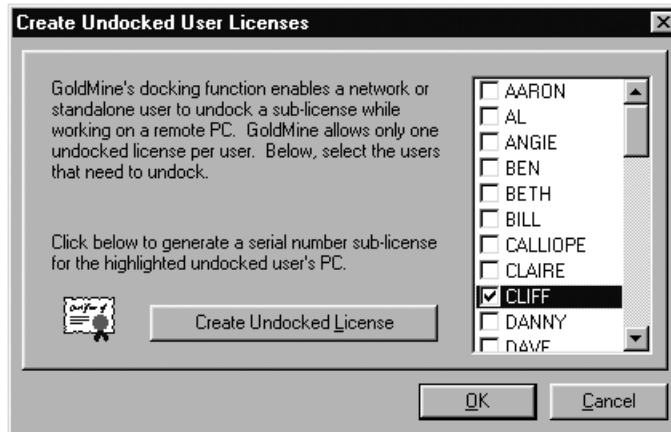 Create Undocked User Licenses
GoldMine's docking function enables a network or
standalone user to undock a sub-license while
working on a remote PC. GoldMine allows only one
undocked license per user. Below, select the users
that need to undock.
Click below to generate a serial number sub-license
for the highlighted undocked user's PC.
Create Undocked License
AARON
AL
ANGIE
BEN
BETH
BILL
CALLIOPE
CLAIRE
CLIFF
DANNY
DAVE
OK
Cancel